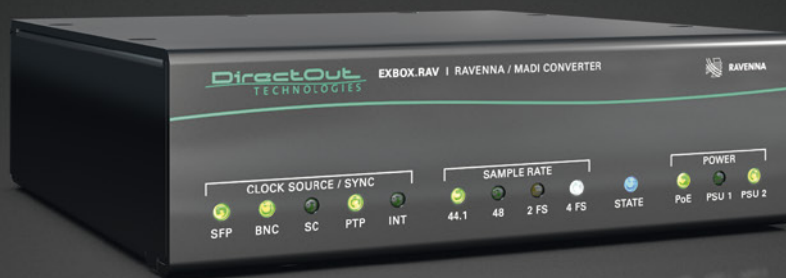 DirectOut
TECHNOLOGIES
EXBOX.RAV | RAVENNA / MADI CONVERTER
RAVENNA
CLOCK SOURCE / SYNC
SAMPLE RATE
POWER
SFP BNC SC PTP INT
44.1 48 2 FS 4 FS
STATE
PoE PSU 1 PSU 2